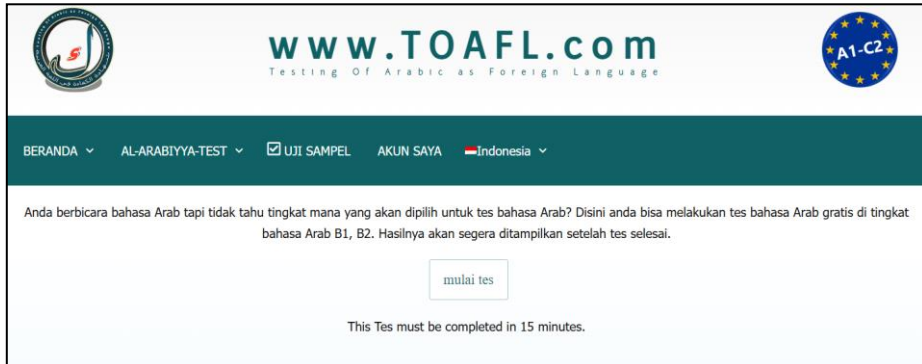 www.TOAFL.com
Testing Of Arabic as Foreign Language
A1-C2
BERANDA AL-ARABIYYA-TEST UJI SAMPEL AKUN SAYA Indonesia
Anda berbicara bahasa Arab tapi tidak tahu tingkat mana yang akan dipilih untuk tes bahasa Arab? Disini anda bisa melakukan tes bahasa Arab gratis di tingkat
bahasa Arab B1, B2. Hasilnya akan segera ditampilkan setelah tes selesai.
mulai tes
This Tes must be completed in 15 minutes.